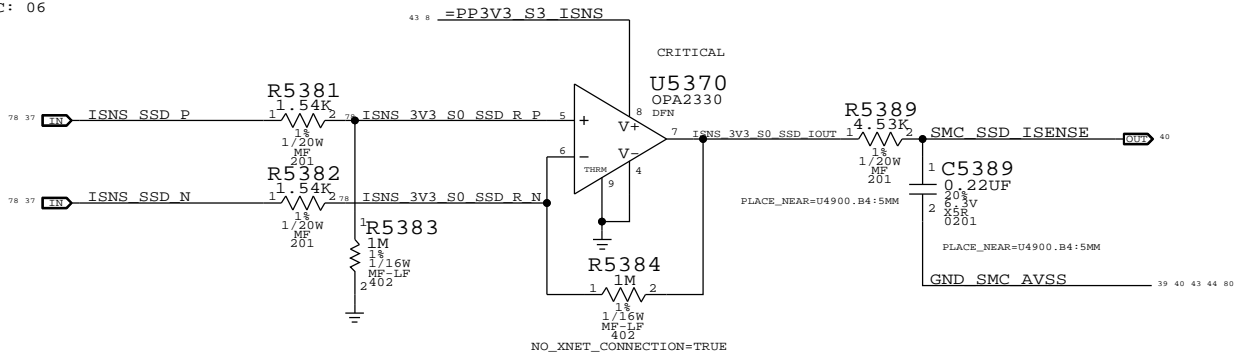 C: 06
43 8 =PP3V3_S3_ISNS
CRITICAL
U5370
OPA2330
DFN
R5381
1.54K
1 2
1%
1/20W
MF
201
78 37 IN ISNS_SSD_P
78 ISNS_3V3_S0_SSD_R_P 5
+
8
V+
7 ISNS_3V3_S0_SSD_IOUT
R5389
4.53K
1 2
1%
1/20W
MF
201
SMC_SSD_ISENSE
OUT 40
6
−
V−
THRM
4
9
R5382
1.54K
1 2
1%
1/20W
MF
201
78 37 IN ISNS_SSD_N
78 ISNS_3V3_S0_SSD_R_N
1
C5389
0.22UF
20%
6.3V
X5R
0201
2
PLACE_NEAR=U4900.B4:5MM
PLACE_NEAR=U4900.B4:5MM
1
R5383
1M
1%
1/16W
MF-LF
402
2
R5384
1M
1 2
1%
1/16W
MF-LF
402
NO_XNET_CONNECTION=TRUE
GND_SMC_AVSS 39 40 43 44 80